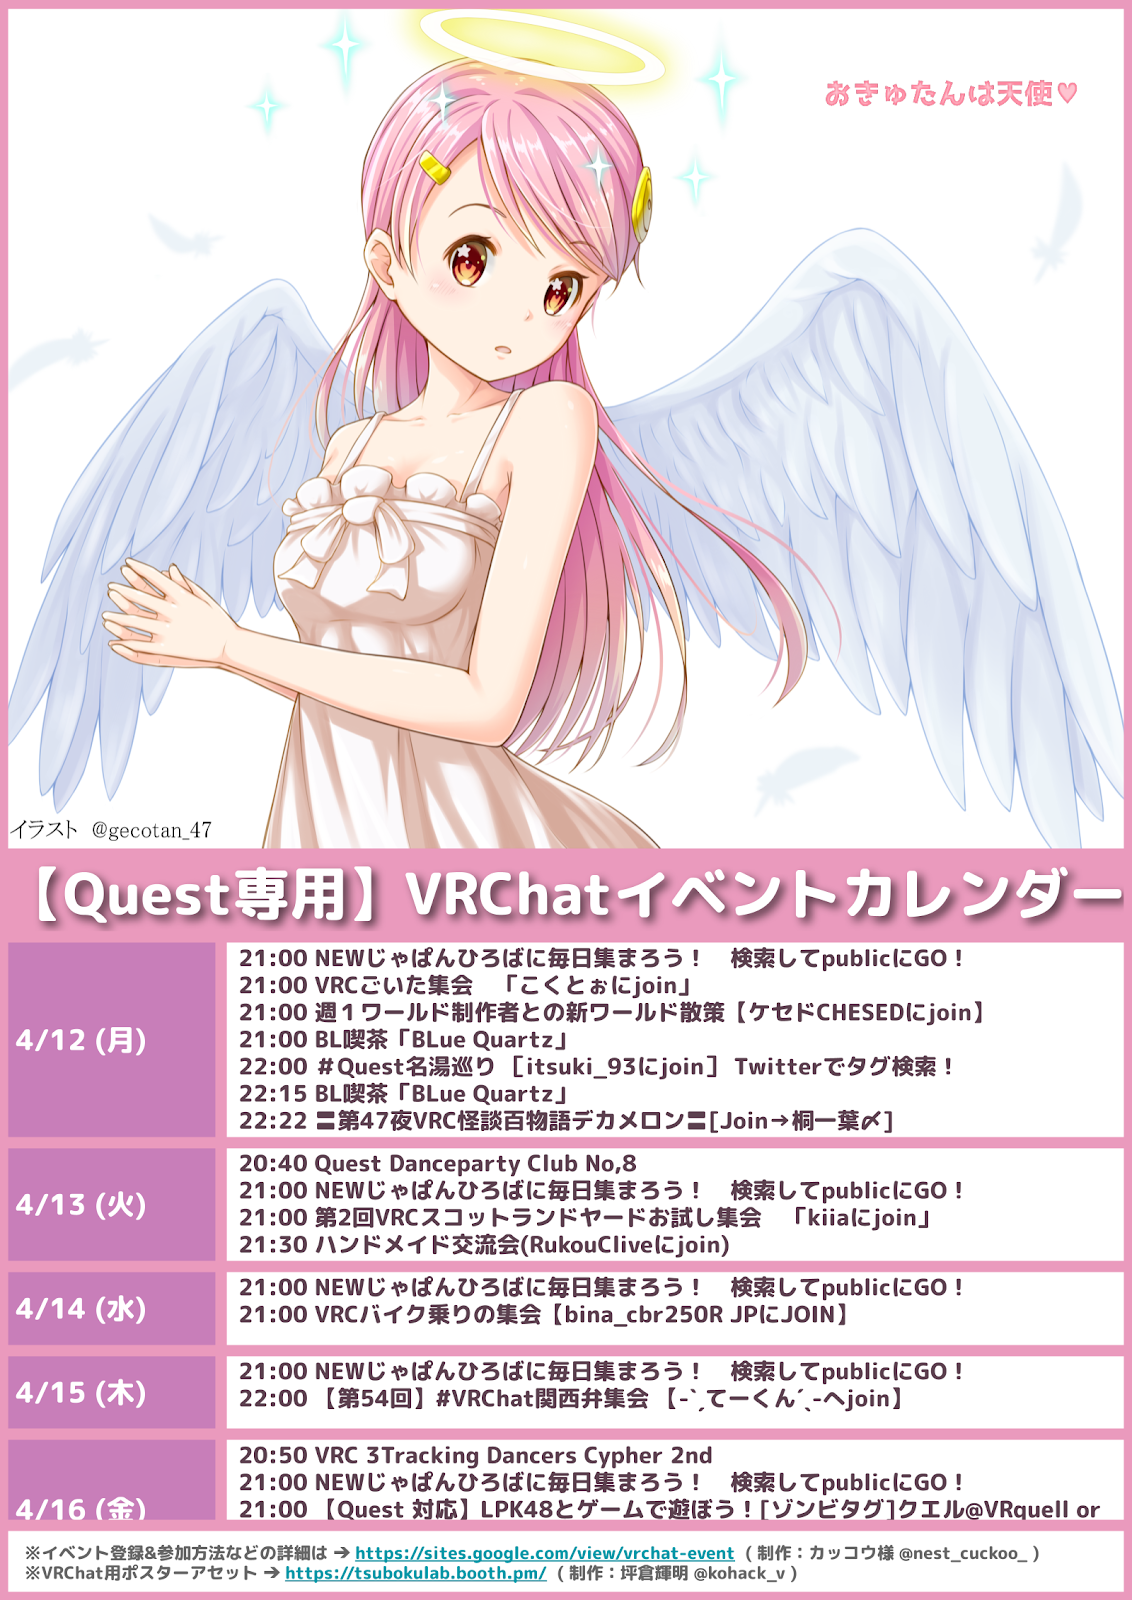 おきゅたんは天使♥
イラスト @gecotan_47
【Quest専用】VRChatイベントカレンダー
4/12 (月)
21:00 NEWじゃぱんひろばに毎日集まろう！　検索してpublicにGO！
21:00 VRCごいた集会　「こくとぉにjoin」
21:00 週１ワールド制作者との新ワールド散策【ケセドCHESEDにjoin】
21:00 BL喫茶「BLue Quartz」
22:00 ＃Quest名湯巡り ［itsuki_93にjoin］ Twitterでタグ検索！
22:15 BL喫茶「BLue Quartz」
22:22 〓第47夜VRC怪談百物語デカメロン〓[Join→桐一葉〆]
4/13 (火)
20:40 Quest Danceparty Club No,8
21:00 NEWじゃぱんひろばに毎日集まろう！　検索してpublicにGO！
21:00 第2回VRCスコットランドヤードお試し集会　「kiiaにjoin」
21:30 ハンドメイド交流会(RukouCliveにjoin)
4/14 (水)
21:00 NEWじゃぱんひろばに毎日集まろう！　検索してpublicにGO！
21:00 VRCバイク乗りの集会【bina_cbr250R JPにJOIN】
4/15 (木)
21:00 NEWじゃぱんひろばに毎日集まろう！　検索してpublicにGO！
22:00 【第54回】#VRChat関西弁集会 【-ˋˏてーくんˊˎ-へjoin】
4/16 (金)
20:50 VRC 3Tracking Dancers Cypher 2nd
21:00 NEWじゃぱんひろばに毎日集まろう！　検索してpublicにGO！
21:00 【Quest 対応】LPK48とゲームで遊ぼう！[ゾンビタグ]クエル@VRquell or
※イベント登録&参加方法などの詳細は ➔ https://sites.google.com/view/vrchat-event ( 制作：カッコウ様 @nest_cuckoo_ )
※VRChat用ポスターアセット ➔ https://tsubokulab.booth.pm/ ( 制作：坪倉輝明 @kohack_v )